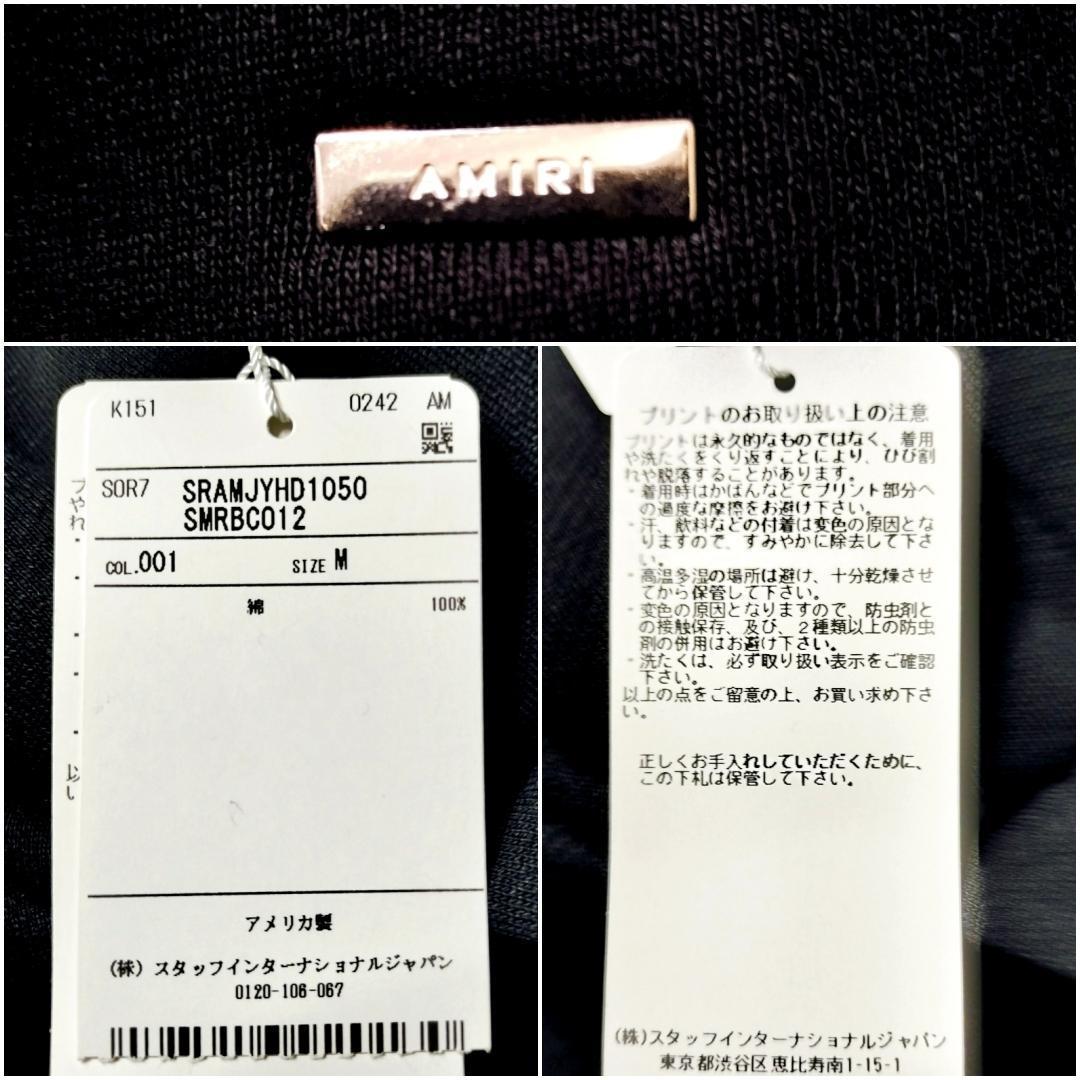 AMIRI
K151 0242 AM
SOR7 SRAMJYHD1050
SMRBC012
COL.001 SIZE M
綿 100%
アメリカ製
(株) スタッフインターナショナルジャパン
0120-106-067
プ
や
れ
以
い
プリントのお取り扱い上の注意
プリントは永久的なものではなく、着用
や洗たくをくり返すことにより、ひび割
れや脱落することがあります。
・着用時はかばんなどでプリント部分へ
の過度な摩擦をお避け下さい。
・汗、飲料などの付着は変色の原因とな
りますので、すみやかに除去して下さ
い。
・高温多湿の場所は避け、十分乾燥させ
てから保管して下さい。
・変色の原因となりますので、防虫剤と
の接触保存、及び、2種類以上の防虫
剤の併用はお避け下さい。
・洗たくは、必ず取り扱い表示をご確認
下さい。
以上の点をご留意の上、お買い求め下さ
い。
正しくお手入れしていただくために、
この下札は保管して下さい。
(株)スタッフインターナショナルジャパン
東京都渋谷区恵比寿南1-15-1